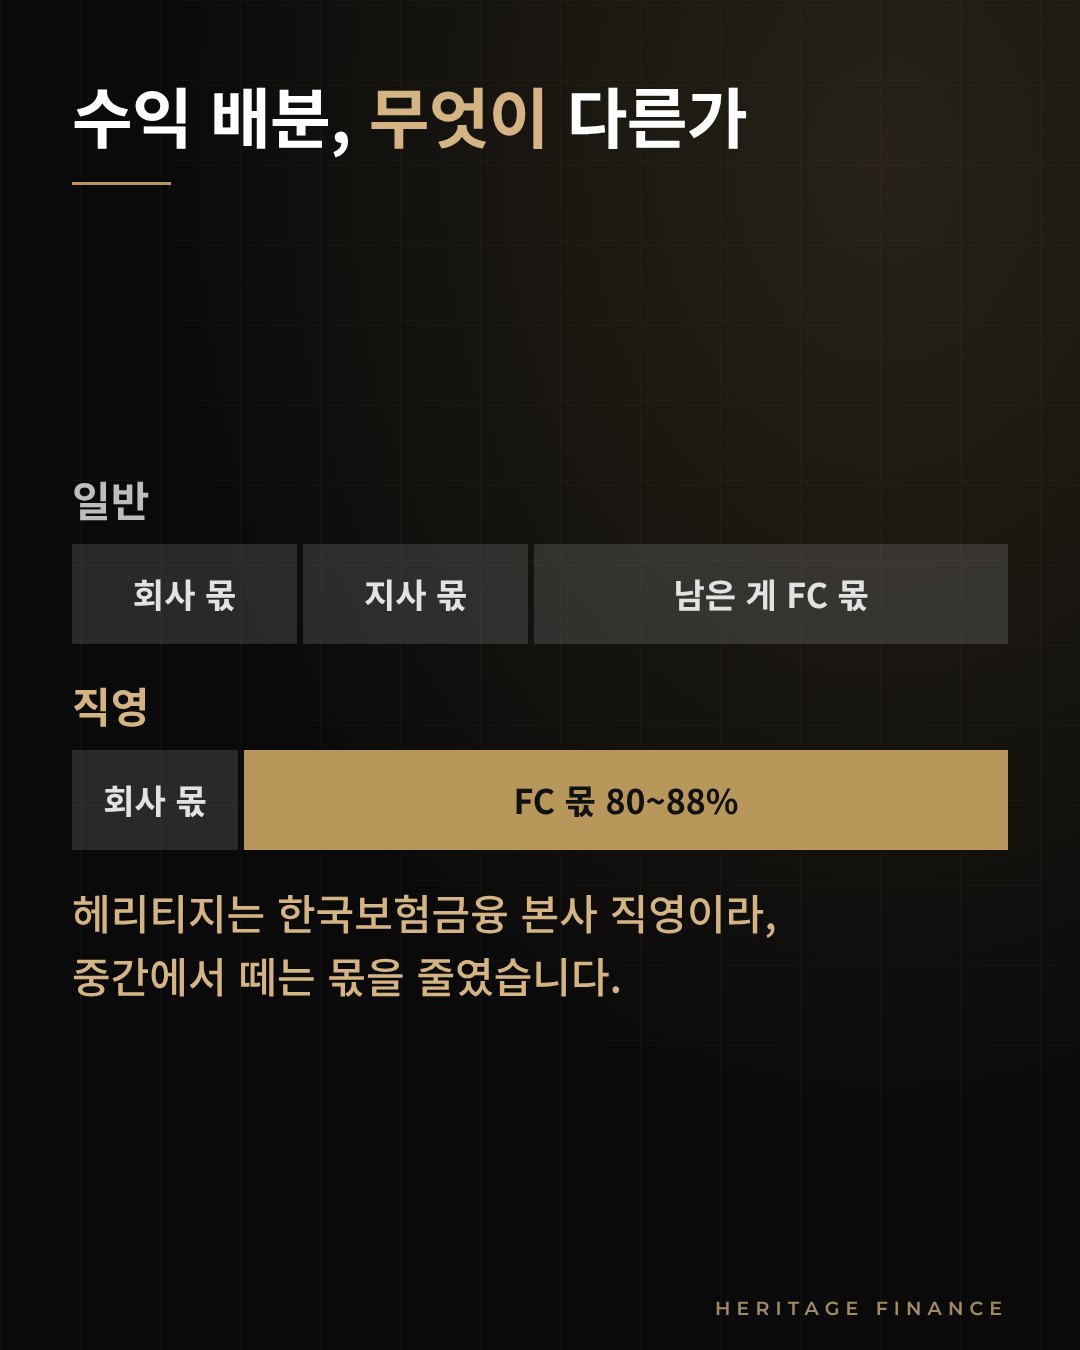 수익 배분, 무엇이 다른가
일반
회사 몫
지사 몫
남은 게 FC 몫
직영
회사 몫
FC 몫 80~88%
헤리티지는 한국보험금융 본사 직영이라,
중간에서 떼는 몫을 줄였습니다.
HERITAGE FINANCE